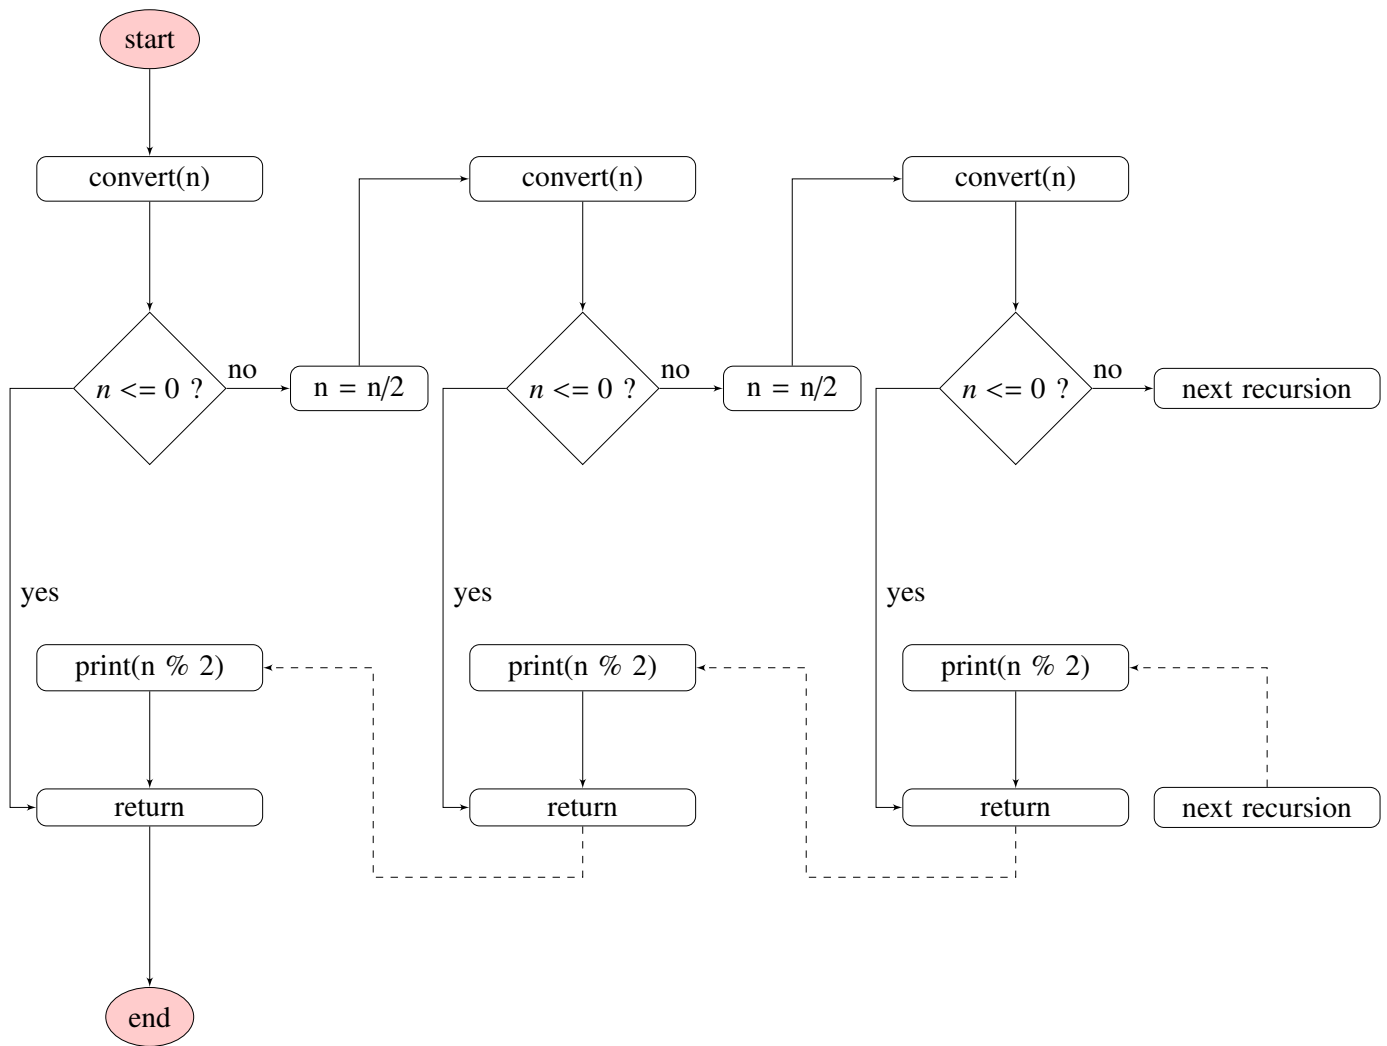 start
convert(n)
convert(n)
convert(n)
n <= 0 ?
no
n = n/2
n <= 0 ?
no
n = n/2
n <= 0 ?
no
next recursion
yes
yes
yes
print(n % 2)
print(n % 2)
print(n % 2)
return
return
return
next recursion
end